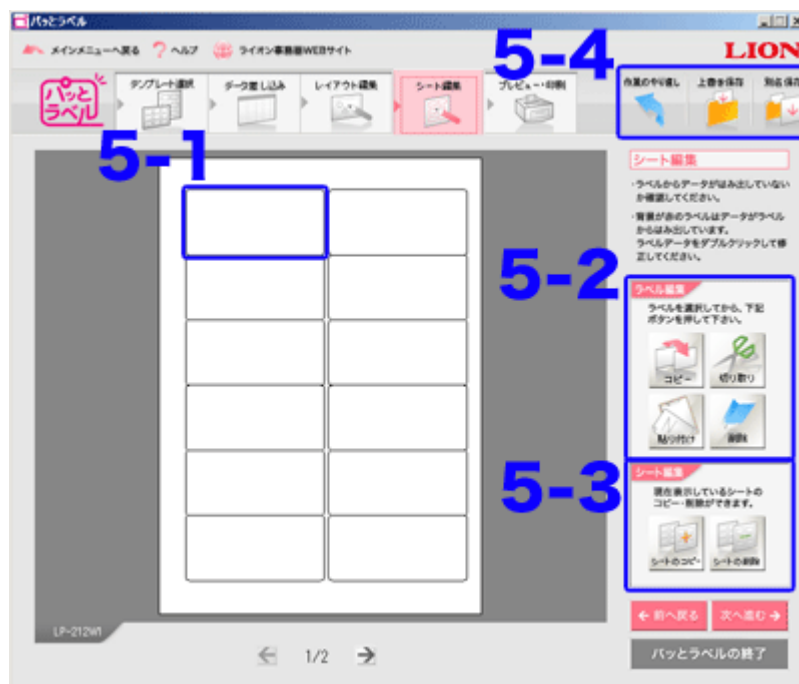 パッとラベル
メインメニューへ戻る ? ヘルプ ライオン事務器WEBサイト
LION
5-4
パッと
ラベル
テンプレート選択
データ差し込み
レイアウト編集
シート編集
プレビュー・印刷
作業のやり直し
上書き保存
別名保存
5-1
シート編集
・ラベルからデータがはみ出していない
か確認してください。
・背景が赤のラベルはデータがラベル
からはみ出しています。
ラベルデータをダブルクリックして修
正してください。
5-2
ラベル編集
ラベルを選択してから、下記
ボタンを押して下さい。
コピー
切り取り
貼り付け
削除
5-3
シート編集
現在表示しているシートの
コピー・削除ができます。
シートのコピー
シートの削除
← 前へ戻る
次へ進む →
LP-212W1
← 1/2 →
パッとラベルの終了